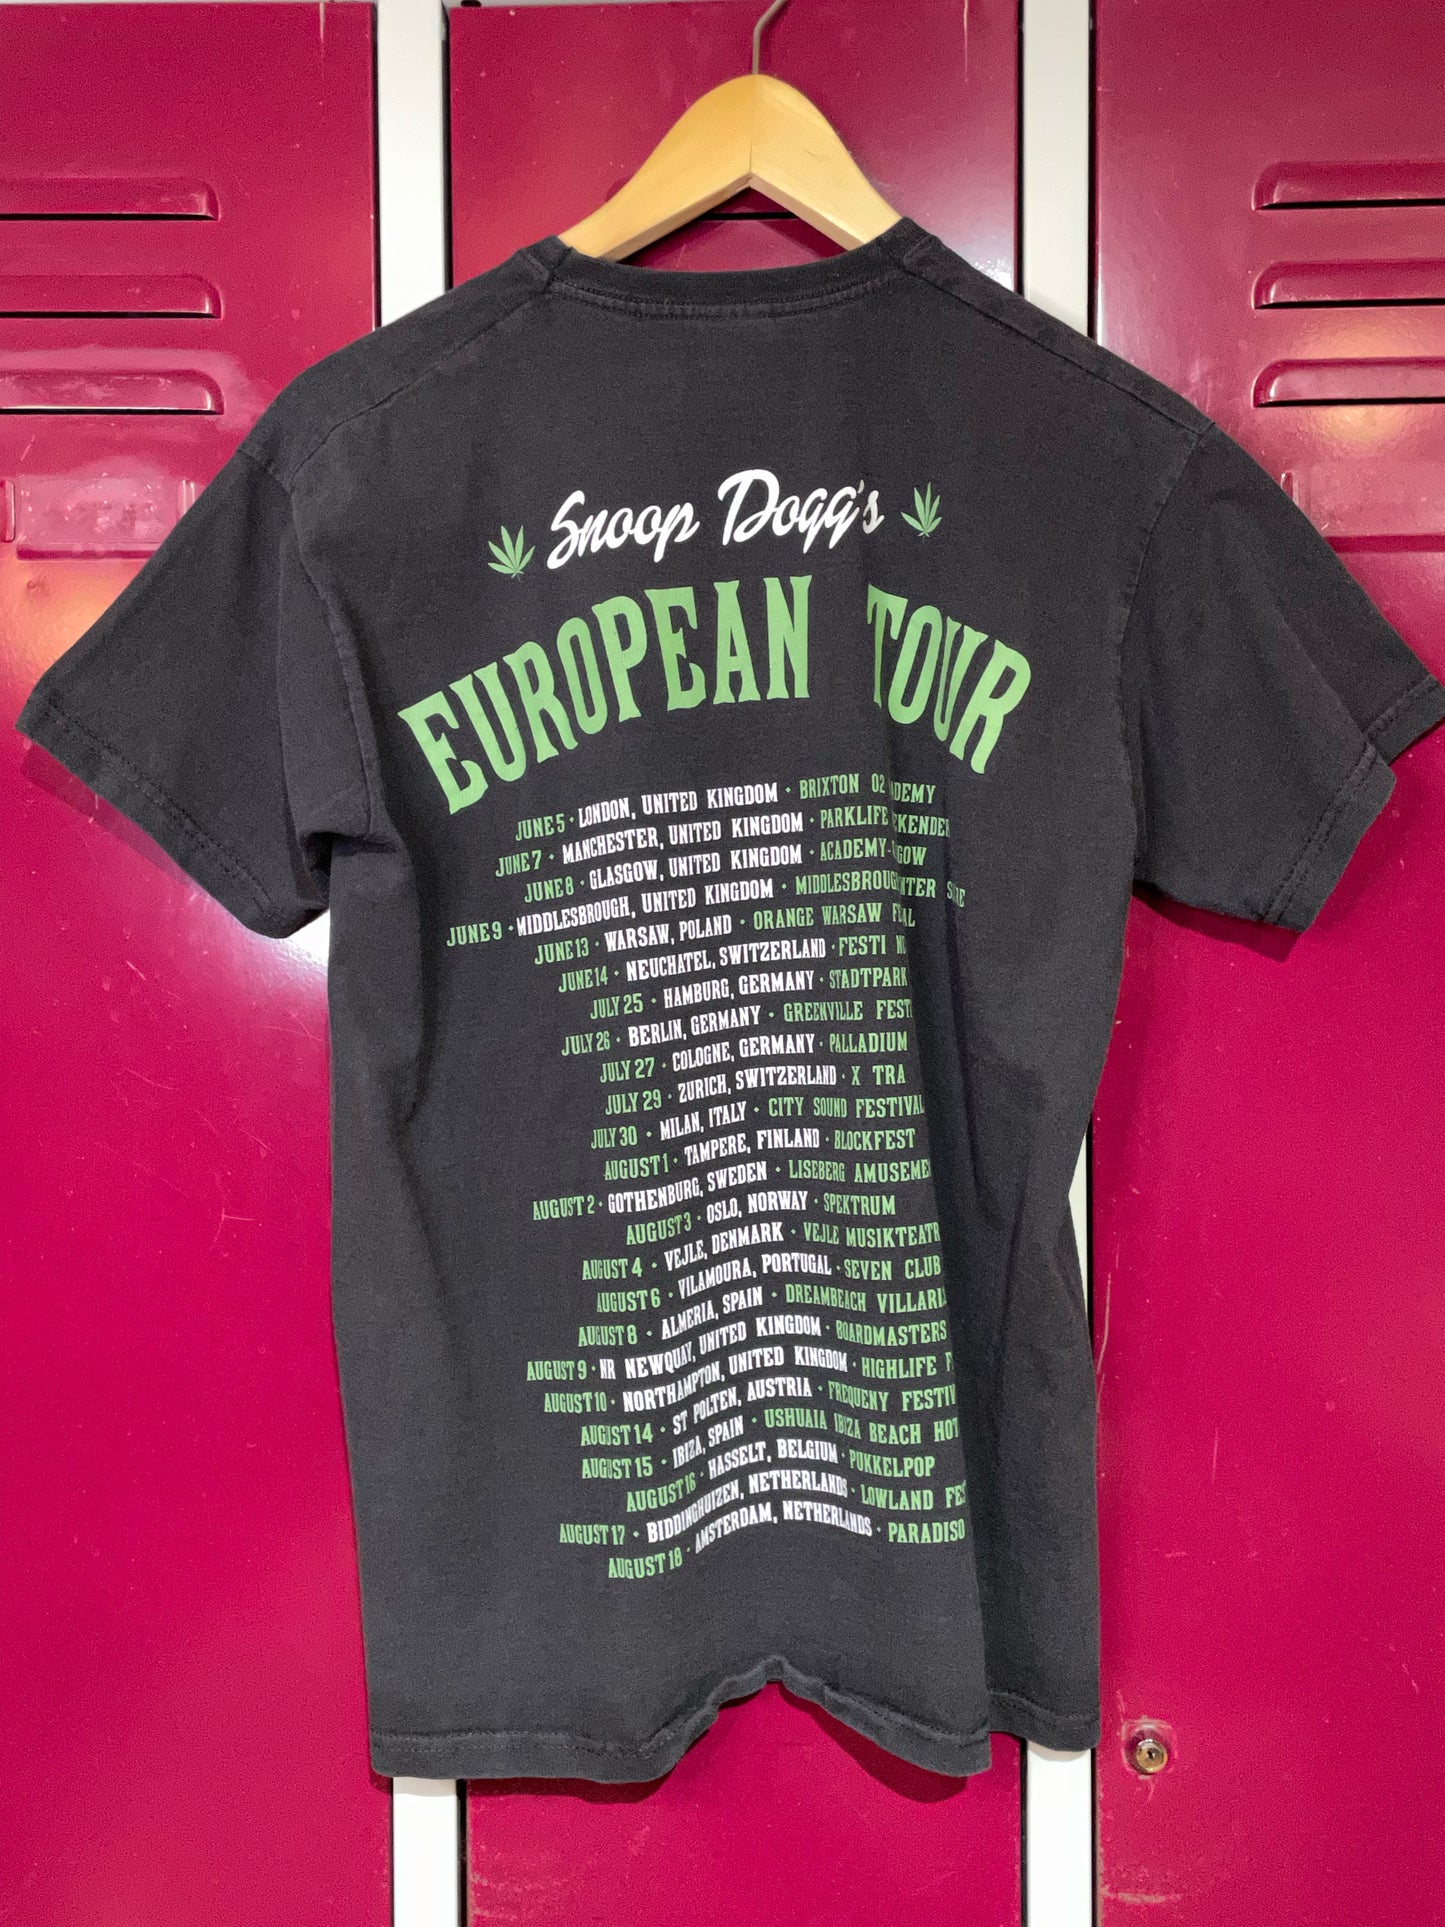 Snoop Dogg's
EUROPEAN TOUR
JUNE 5 · LONDON, UNITED KINGDOM · BRIXTON O2
JUNE 7 · MANCHESTER, UNITED KINGDOM · PARKLIFE
JUNE 8 · GLASGOW, UNITED KINGDOM ·
JUNE 9 · MIDDLESBROUGH, UNITED KINGDOM ·
JUNE 13 · WARSAW, POLAND · ORANGE WARSAW
JUNE 14 · NEUCHATEL, SWITZERLAND · FESTI
JULY 25 · HAMBURG, GERMANY · STADTPARK
JULY 26 · BERLIN, GERMANY · GREENVILLE
JULY 27 · COLOGNE, GERMANY · PALLADIUM
JULY 29 · ZURICH, SWITZERLAND · X TRA
JULY 30 · MILAN, ITALY · CITY SOUND FESTIVAL
AUGUST 1 · TAMPERE, FINLAND · BLOCKFEST
AUGUST 2 · GOTHENBURG, SWEDEN · LISEBERG
AUGUST 3 · OSLO, NORWAY · SPEKTRUM
AUGUST 4 · VEJLE, DENMARK · VEJLE
AUGUST 6 · VILAMOURA, PORTUGAL · SEVEN CLUB
AUGUST 8 · ALMERIA, SPAIN · DREAMBEACH
AUGUST 9 · NR NEWQUAY, UNITED KINGDOM · BOARDMASTERS
AUGUST 10 · NORTHAMPTON, UNITED KINGDOM · HIGHLIFE
AUGUST 14 · ST POLTEN, AUSTRIA · FREQUENY
AUGUST 15 · IBIZA, SPAIN · USHUAIA IBIZA BEACH
AUGUST 16 · HASSELT, BELGIUM · PUKKELPOP
AUGUST 17 · BIDDINGHUIZEN, NETHERLANDS · LOWLAND
AUGUST 18 · AMSTERDAM, NETHERLANDS · PARADISO